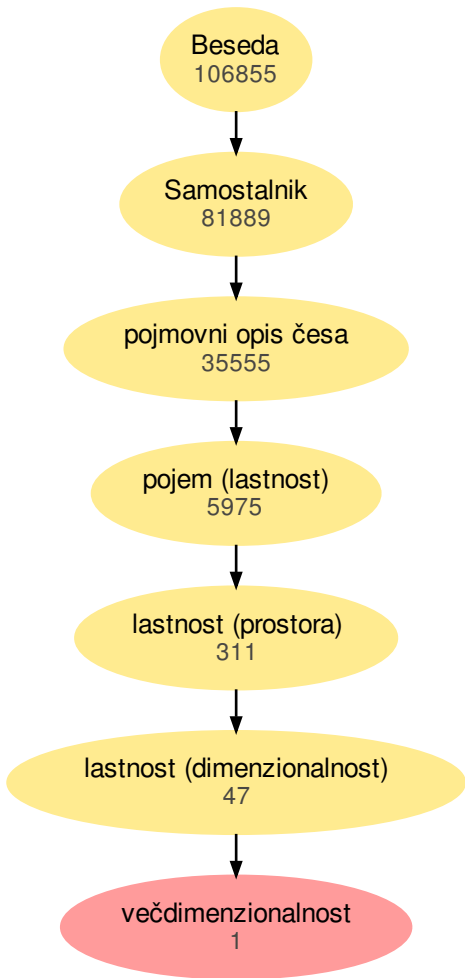 Beseda
106855
Samostalnik
81889
pojmovni opis česa
35555
pojem (lastnost)
5975
lastnost (prostora)
311
lastnost (dimenzionalnost)
47
večdimenzionalnost
1